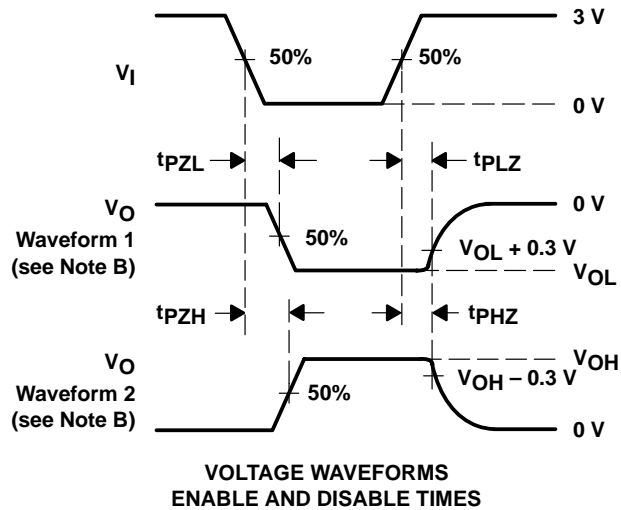 3 V
50%
50%
VI
0 V
tPZL
tPLZ
VO
Waveform 1
(see Note B)
0 V
50%
VOL + 0.3 V
VOL
tPZH
tPHZ
VO
Waveform 2
(see Note B)
VOH
VOH – 0.3 V
50%
0 V
VOLTAGE WAVEFORMS
ENABLE AND DISABLE TIMES